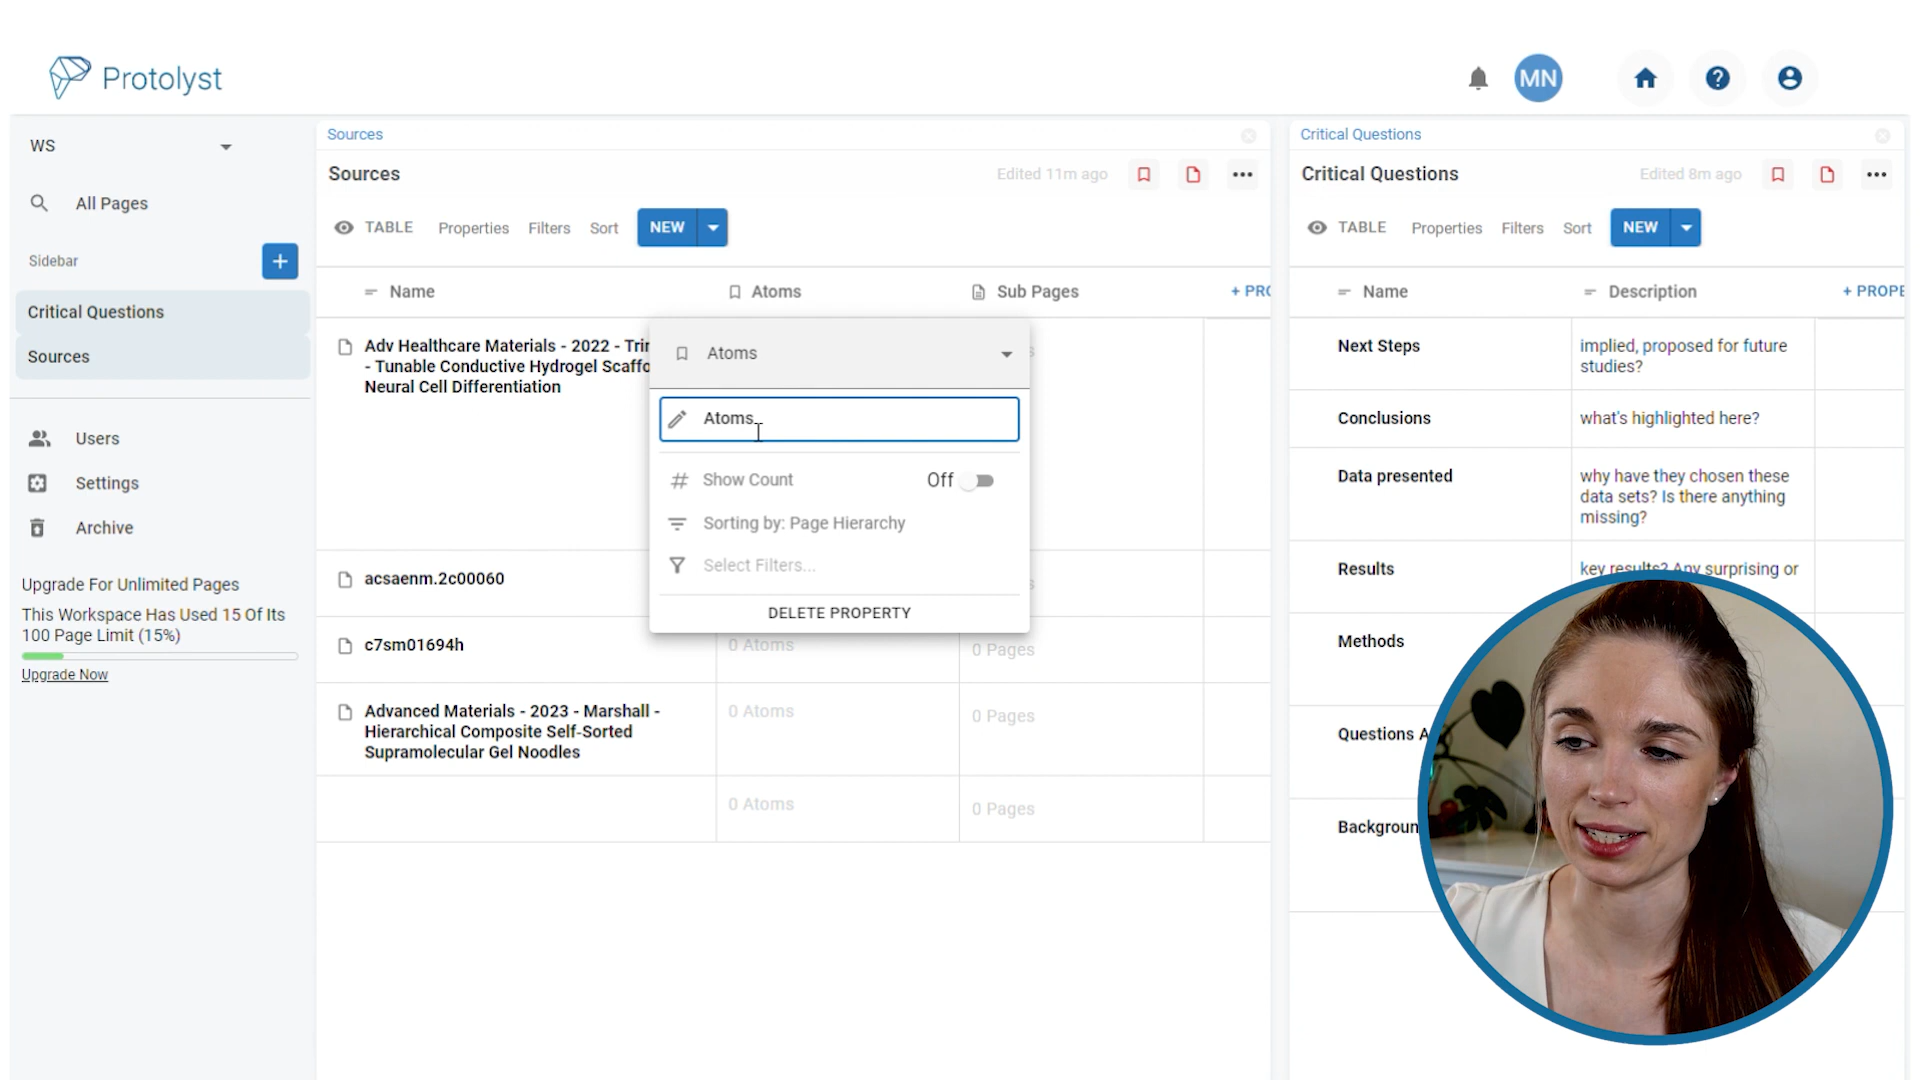 Protolyst
MN
WS
All Pages
Sidebar
Critical Questions
Sources
Users
Settings
Archive
Upgrade For Unlimited Pages
This Workspace Has Used 15 Of Its
100 Page Limit (15%)
Upgrade Now
Sources
Sources
Edited 11m ago
TABLE
Properties
Filters
Sort
NEW
Name
Atoms
Sub Pages
+ PRO
Adv Healthcare Materials - 2022 - Trin
- Tunable Conductive Hydrogel Scaffo
Neural Cell Differentiation
acsaenm.2c00060
c7sm01694h
0 Atoms
0 Pages
Advanced Materials - 2023 - Marshall -
Hierarchical Composite Self-Sorted
Supramolecular Gel Noodles
0 Atoms
0 Pages
0 Atoms
0 Pages
Atoms
Atoms
Show Count
Off
Sorting by: Page Hierarchy
Select Filters...
DELETE PROPERTY
Critical Questions
Critical Questions
Edited 8m ago
TABLE
Properties
Filters
Sort
NEW
Name
Description
+ PROPE
Next Steps
implied, proposed for future
studies?
Conclusions
what's highlighted here?
Data presented
why have they chosen these
data sets? Is there anything
missing?
Results
key results? Any surprising or
Methods
Questions A
Backgroun